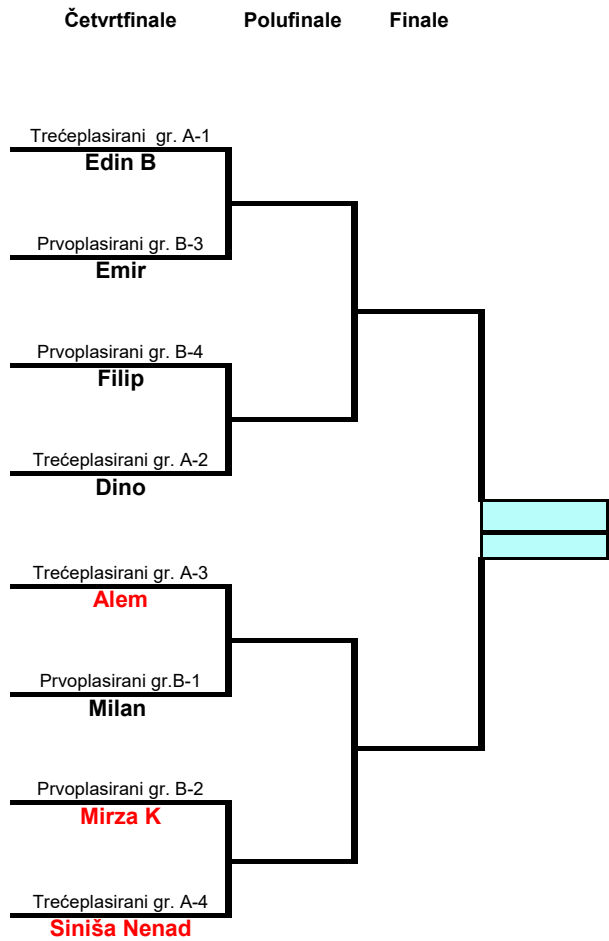 Četvrtfinale Polufinale Finale
Trećeplasirani gr. A-1
Edin B
Prvoplasirani gr. B-3
Emir
Prvoplasirani gr. B-4
Filip
Trećeplasirani gr. A-2
Dino
Trećeplasirani gr. A-3
Alem
Prvoplasirani gr.B-1
Milan
Prvoplasirani gr. B-2
Mirza K
Trećeplasirani gr. A-4
Siniša Nenad